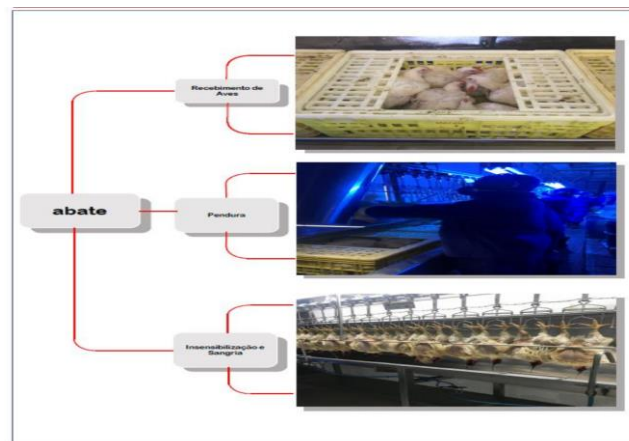 Recebimento de
Aves
abate
Pendura
Insensibilização e
Sangria